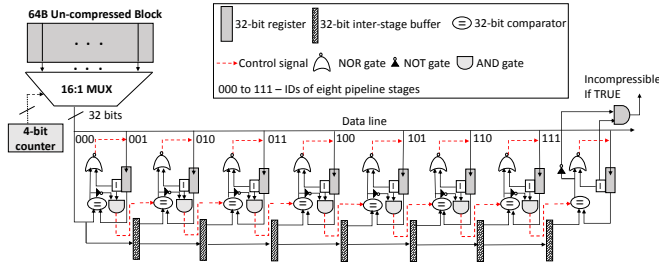 64B Un-compressed Block
. . .
. . .
16:1 MUX
32 bits
4-bit
counter
32-bit register
32-bit inter-stage buffer
= 32-bit comparator
Control signal
NOR gate
NOT gate
AND gate
000 to 111 – IDs of eight pipeline stages
Incompressible
If TRUE
Data line
000 001 010 011 100 101 110 111
I I I I I I I I
= = = = = = = =